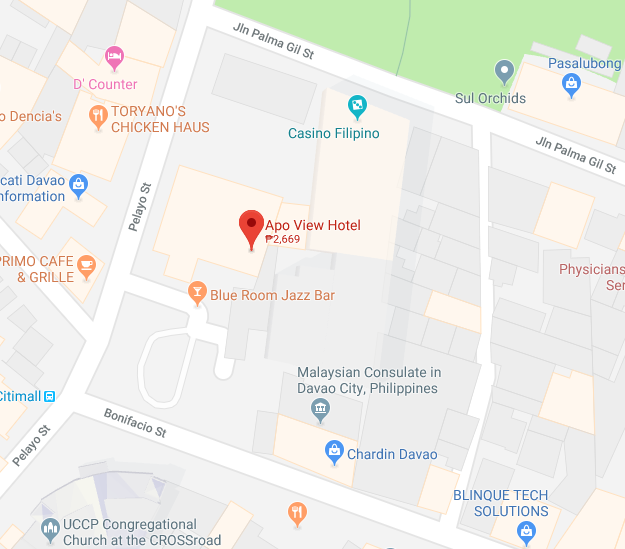 Jln Palma Gil St
Pasalubong
D' Counter
Sul Orchids
TORYANO'S
CHICKEN HAUS
o Dencia's
Casino Filipino
Jln Palma Gil St
cati Davao
nformation
Pelayo St
Apo View Hotel
₱2,669
PRIMO CAFE
& GRILLE
Physicians
Ser
Blue Room Jazz Bar
Malaysian Consulate in
Davao City, Philippines
Citimall
Bonifacio St
Pelayo St
Chardin Davao
BLINQUE TECH
SOLUTIONS
UCCP Congregational
Church at the CROSSroad